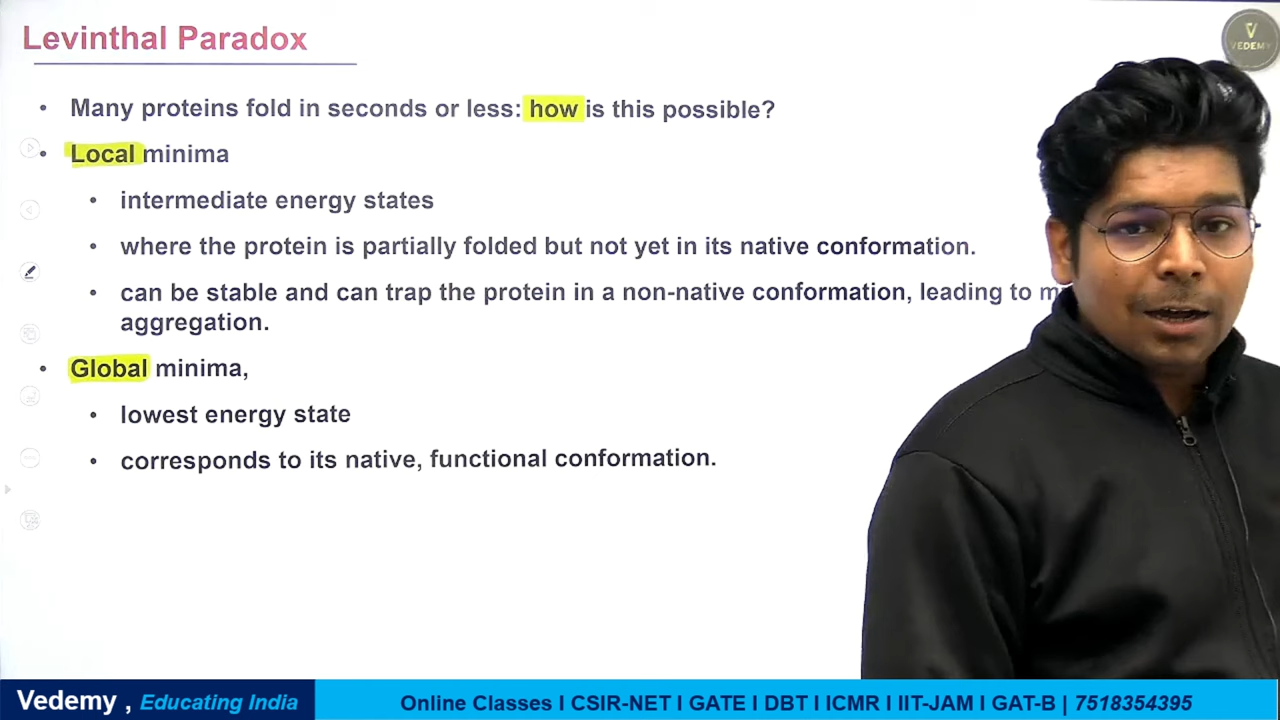 Levinthal Paradox
V
VEDEMY
• Many proteins fold in seconds or less: how is this possible?
• Local minima
• intermediate energy states
• where the protein is partially folded but not yet in its native conformation.
• can be stable and can trap the protein in a non-native conformation, leading to
aggregation.
• Global minima,
• lowest energy state
• corresponds to its native, functional conformation.
Vedemy , Educating India
Online Classes I CSIR-NET I GATE I DBT I ICMR I IIT-JAM I GAT-B | 7518354395